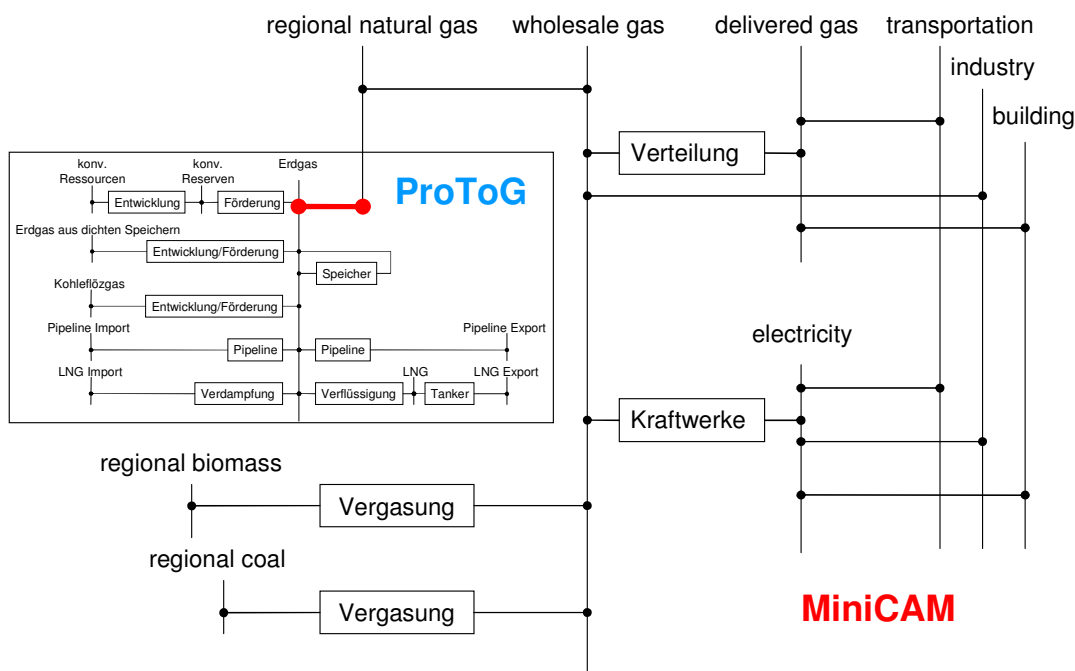 regional natural gas
wholesale gas
delivered gas
transportation
industry
building
konv.
Ressourcen
konv.
Reserven
Erdgas
ProToG
Entwicklung
Förderung
Verteilung
Erdgas aus dichten Speichern
Entwicklung/Förderung
Speicher
Kohleflözgas
Entwicklung/Förderung
Pipeline Import
Pipeline
Pipeline
Pipeline Export
LNG Import
Verdampfung
Verflüssigung
LNG
Tanker
LNG Export
electricity
Kraftwerke
regional biomass
Vergasung
regional coal
Vergasung
MiniCAM